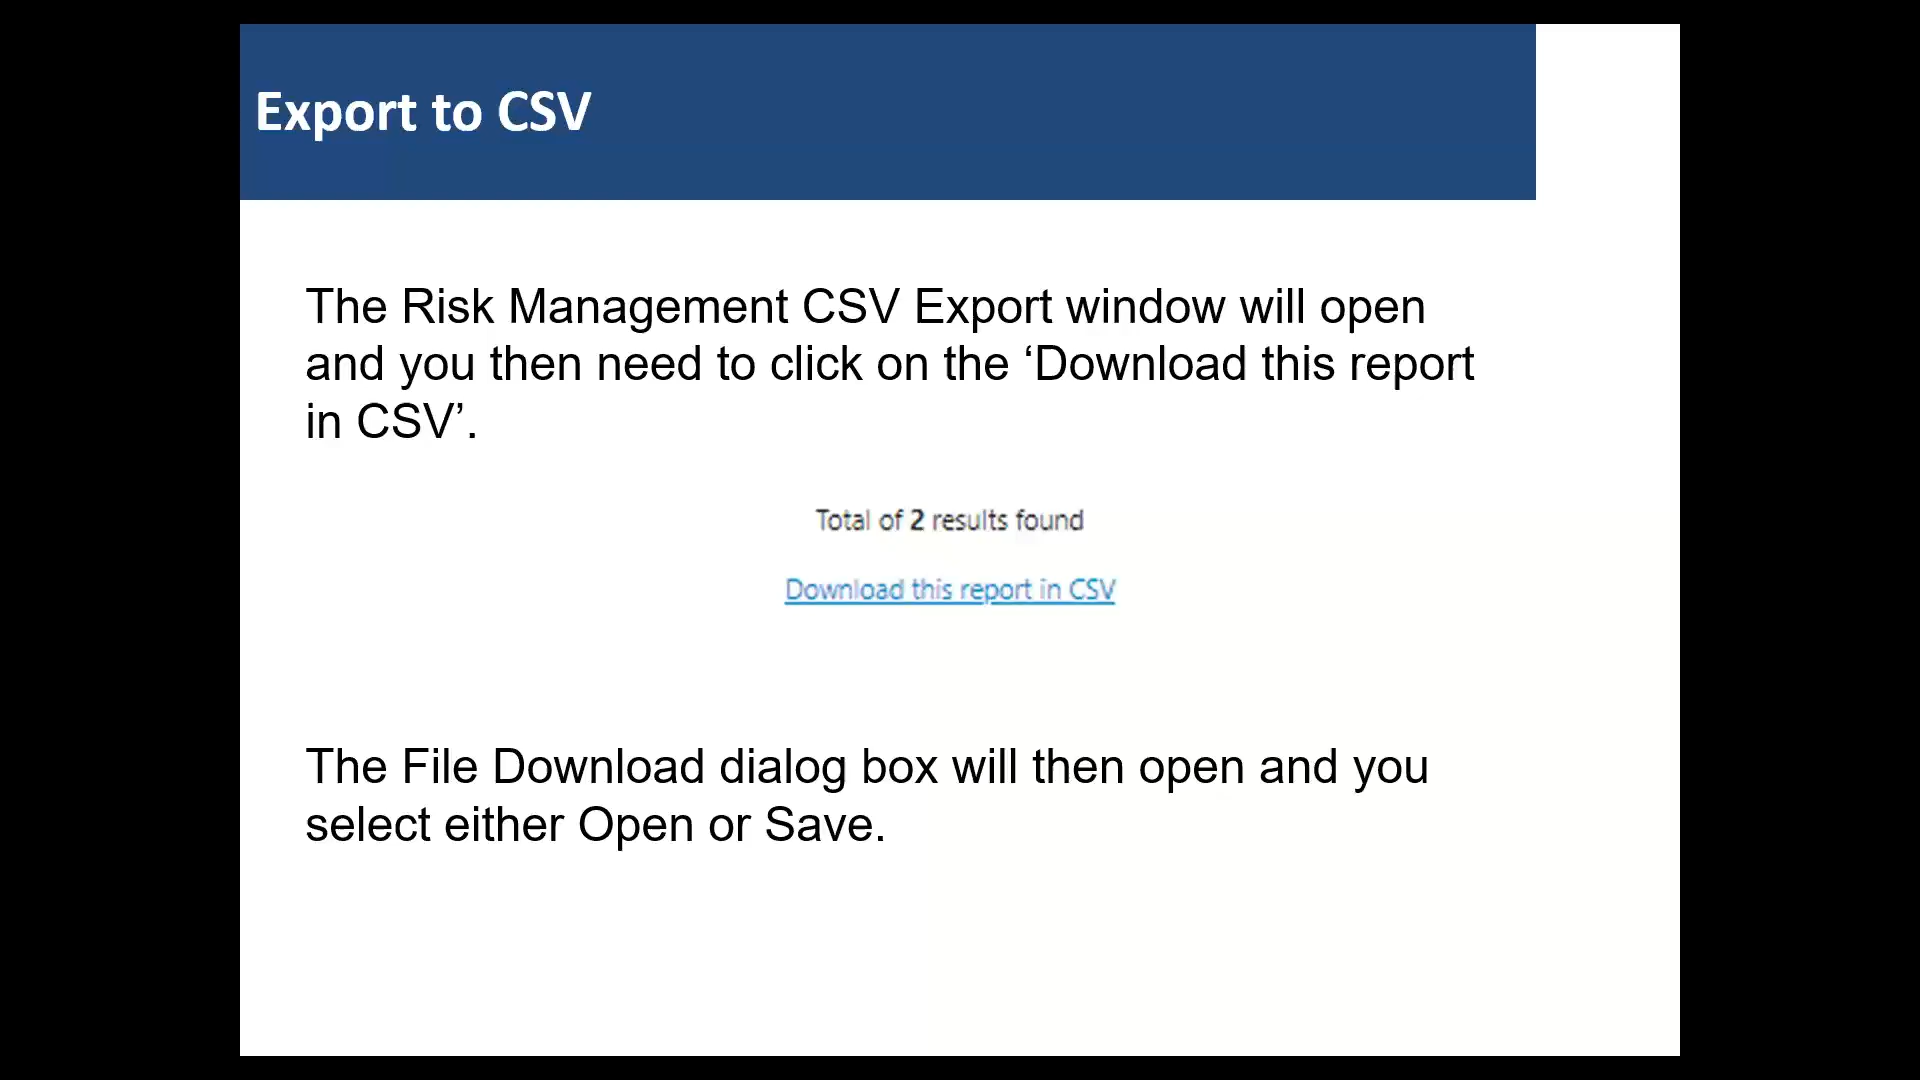 Export to CSV
The Risk Management CSV Export window will open
and you then need to click on the ‘Download this report
in CSV’.
Total of 2 results found
Download this report in CSV
The File Download dialog box will then open and you
select either Open or Save.